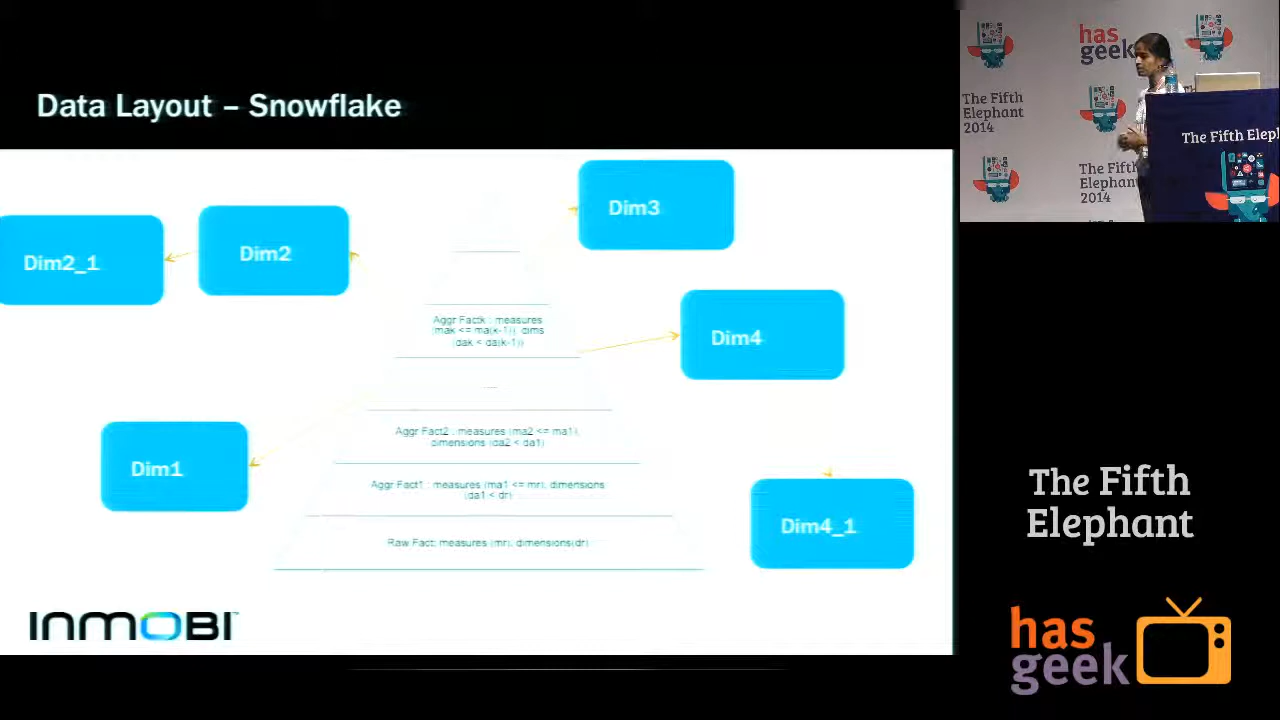 Data Layout – Snowflake
Dim3
Dim2
Dim2_1
Aggr Factk : measures
(mak <= ma(k-1)), dims
(dak < da(k-1))
Dim4
...
Aggr Fact2 : measures (ma2 <= ma1),
dimensions (da2 < da1)
Dim1
Aggr Fact1 : measures (ma1 <= mr), dimensions
(da1 < dr)
Dim4_1
Raw Fact: measures (mr), dimensions(dr)
INMOBI
has
geek
The Fifth
Elephant
2014
The Fifth
Elephant
2014
The Fifth Eleph
The Fifth
Elephant
has
geek